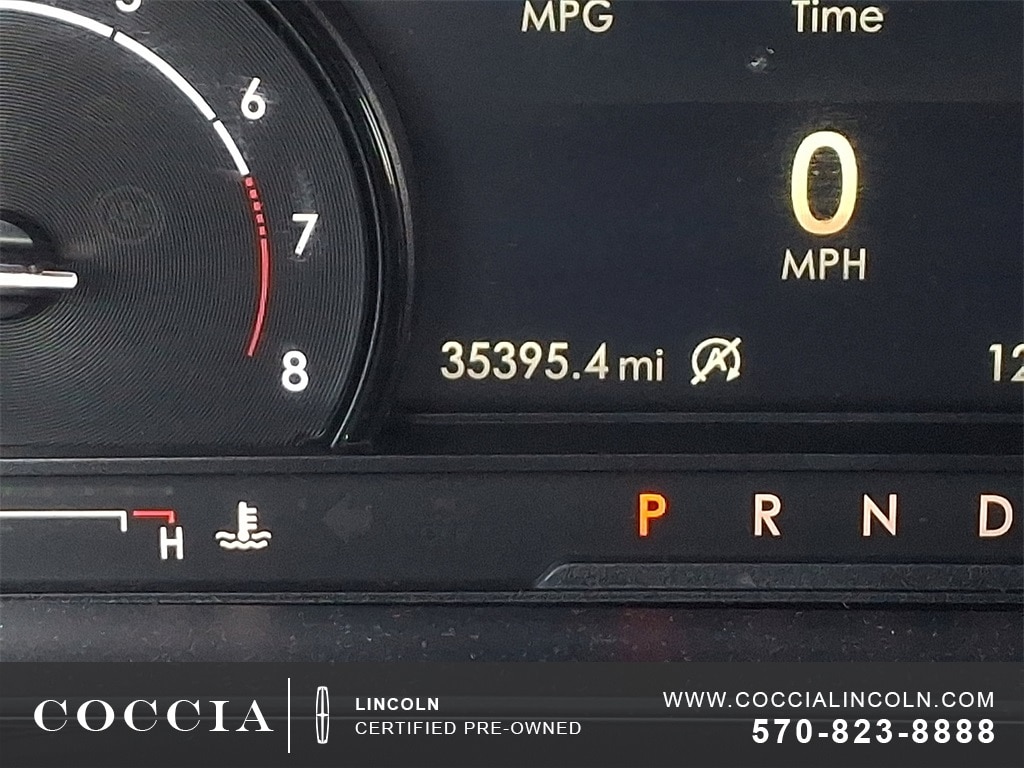 MPG
Time
6
7
8
0
MPH
35395.4 mi A
12
P R N D
H
COCCIA
LINCOLN
CERTIFIED PRE-OWNED
WWW.COCCIALINCOLN.COM
570-823-8888